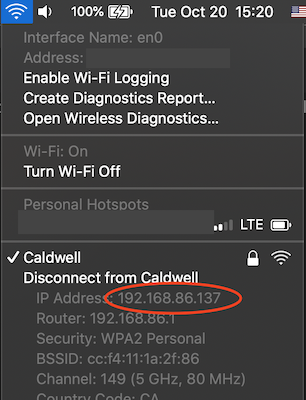 100% Tue Oct 20 15:20
Interface Name: en0
Address:
Enable Wi-Fi Logging
Create Diagnostics Report...
Open Wireless Diagnostics...
Wi-Fi: On
Turn Wi-Fi Off
Personal Hotspots
LTE
✓ Caldwell
Disconnect from Caldwell
IP Address: 192.168.86.137
Router: 192.168.86.1
Security: WPA2 Personal
BSSID: cc:f4:11:1a:2f:86
Channel: 149 (5 GHz, 80 MHz)
Country Code: CA